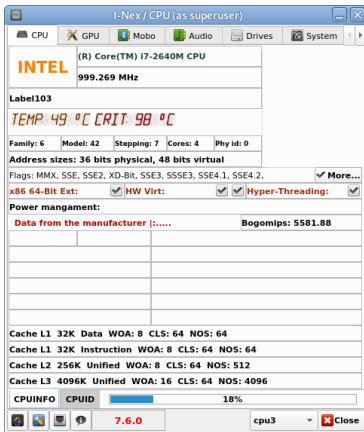 I-Nex / CPU (as superuser)
CPU GPU Mobo Audio Drives System
INTEL
(R) Core(TM) i7-2640M CPU
999.269 MHz
Label103
TEMP: 49 ºC CRIT: 98 ºC
Family: 6 Model: 42 Stepping: 7 Cores: 4 Phy id: 0
Address sizes: 36 bits physical, 48 bits virtual
Flags: MMX, SSE, SSE2, XD-Bit, SSE3, SSSE3, SSE4.1, SSE4.2, More...
x86 64-Bit Ext: HW Virt: Hyper-Threading:
Power mangament:
Data from the manufacturer |:..... Bogomips: 5581.88
Cache L1 32K Data WOA: 8 CLS: 64 NOS: 64
Cache L1 32K Instruction WOA: 8 CLS: 64 NOS: 64
Cache L2 256K Unified WOA: 8 CLS: 64 NOS: 512
Cache L3 4096K Unified WOA: 16 CLS: 64 NOS: 4096
CPUINFO CPUID 18%
7.6.0 cpu3 Close